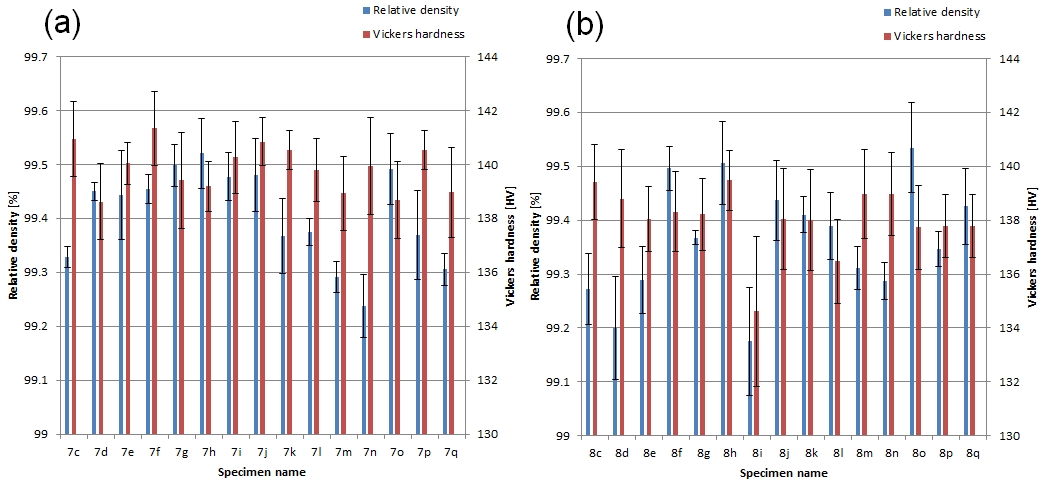 (a)
Relative density
Vickers hardness
99.7
99.6
99.5
99.4
99.3
99.2
99.1
99
Relative density [%]
144
142
140
138
136
134
132
130
Vickers hardness [HV]
7c 7d 7e 7f 7g 7h 7i 7j 7k 7l 7m 7n 7o 7p 7q
Specimen name
(b)
Relative density
Vickers hardness
99.7
99.6
99.5
99.4
99.3
99.2
99.1
99
Relative density [%]
144
142
140
138
136
134
132
130
Vickers hardness [HV]
8c 8d 8e 8f 8g 8h 8i 8j 8k 8l 8m 8n 8o 8p 8q
Specimen name